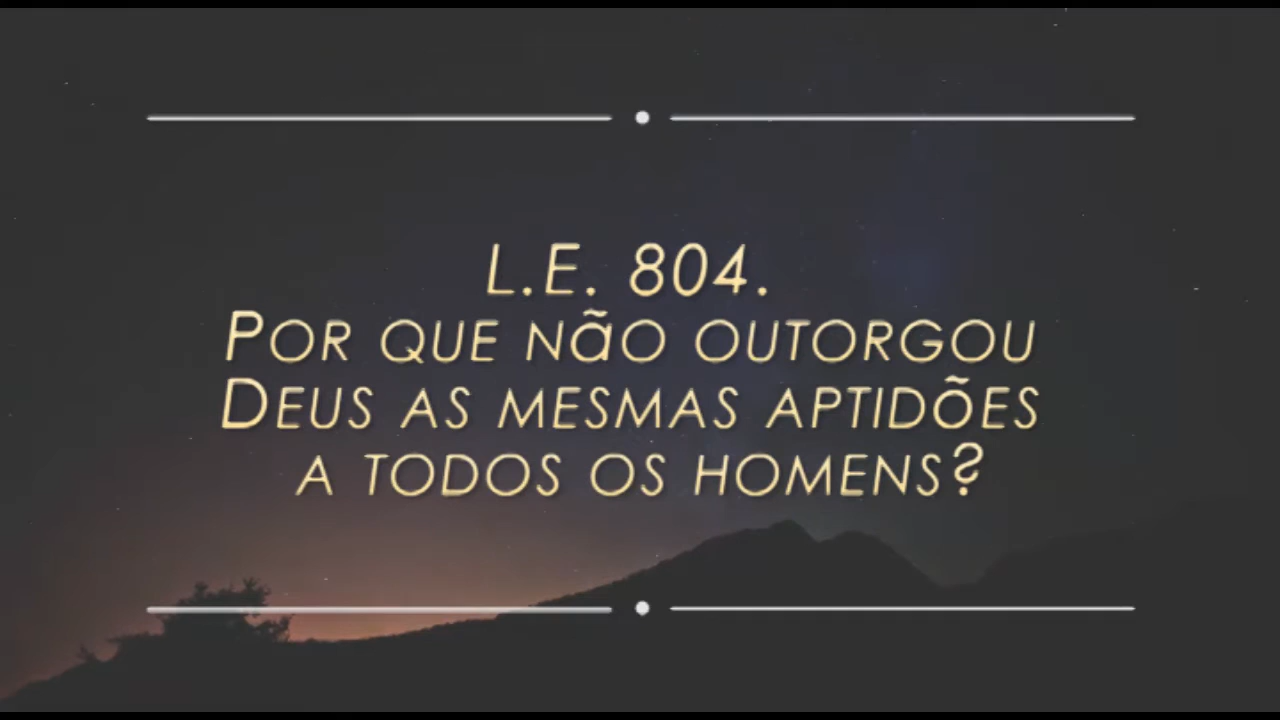 L.E. 804.
Por que não outorgou
Deus as mesmas aptidões
a todos os homens?